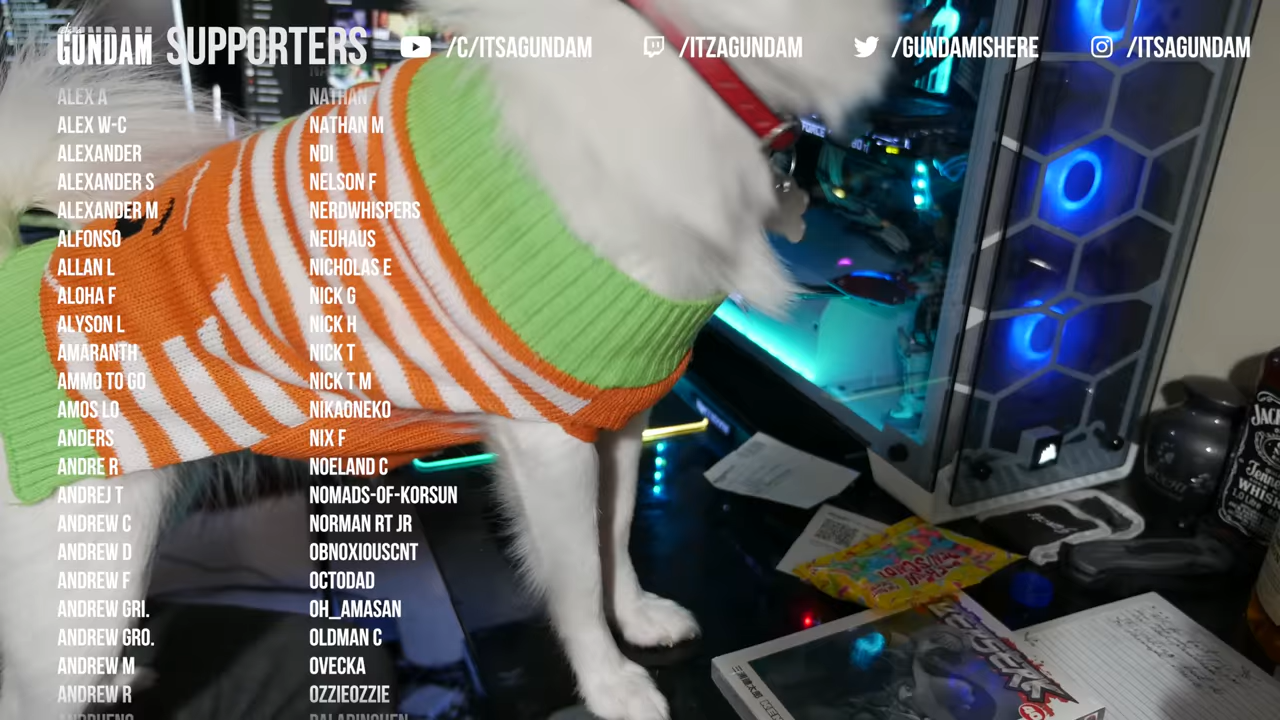 GUNDAM SUPPORTERS
/C/ITSAGUNDAM
/ITZAGUNDAM
/GUNDAMISHERE
/ITSAGUNDAM
ALEX A
ALEX W-C
ALEXANDER
ALEXANDER S
ALEXANDER M
ALFONSO
ALLAN L
ALOHA F
ALYSON L
AMARANTH
AMMO TO GO
AMOS LO
ANDERS
ANDRE R
ANDREJ T
ANDREW C
ANDREW D
ANDREW F
ANDREW GRI.
ANDREW GRO.
ANDREW M
ANDREW R
NATHAN
NATHAN M
NDI
NELSON F
NERDWHISPERS
NEUHAUS
NICHOLAS E
NICK G
NICK H
NICK T
NICK T M
NIKAONEKO
NIX F
NOELAND C
NOMADS-OF-KORSUN
NORMAN RT JR
OBNOXIOUSCNT
OCTODAD
OH_AMASAN
OLDMAN C
OVECKA
OZZIEOZZIE